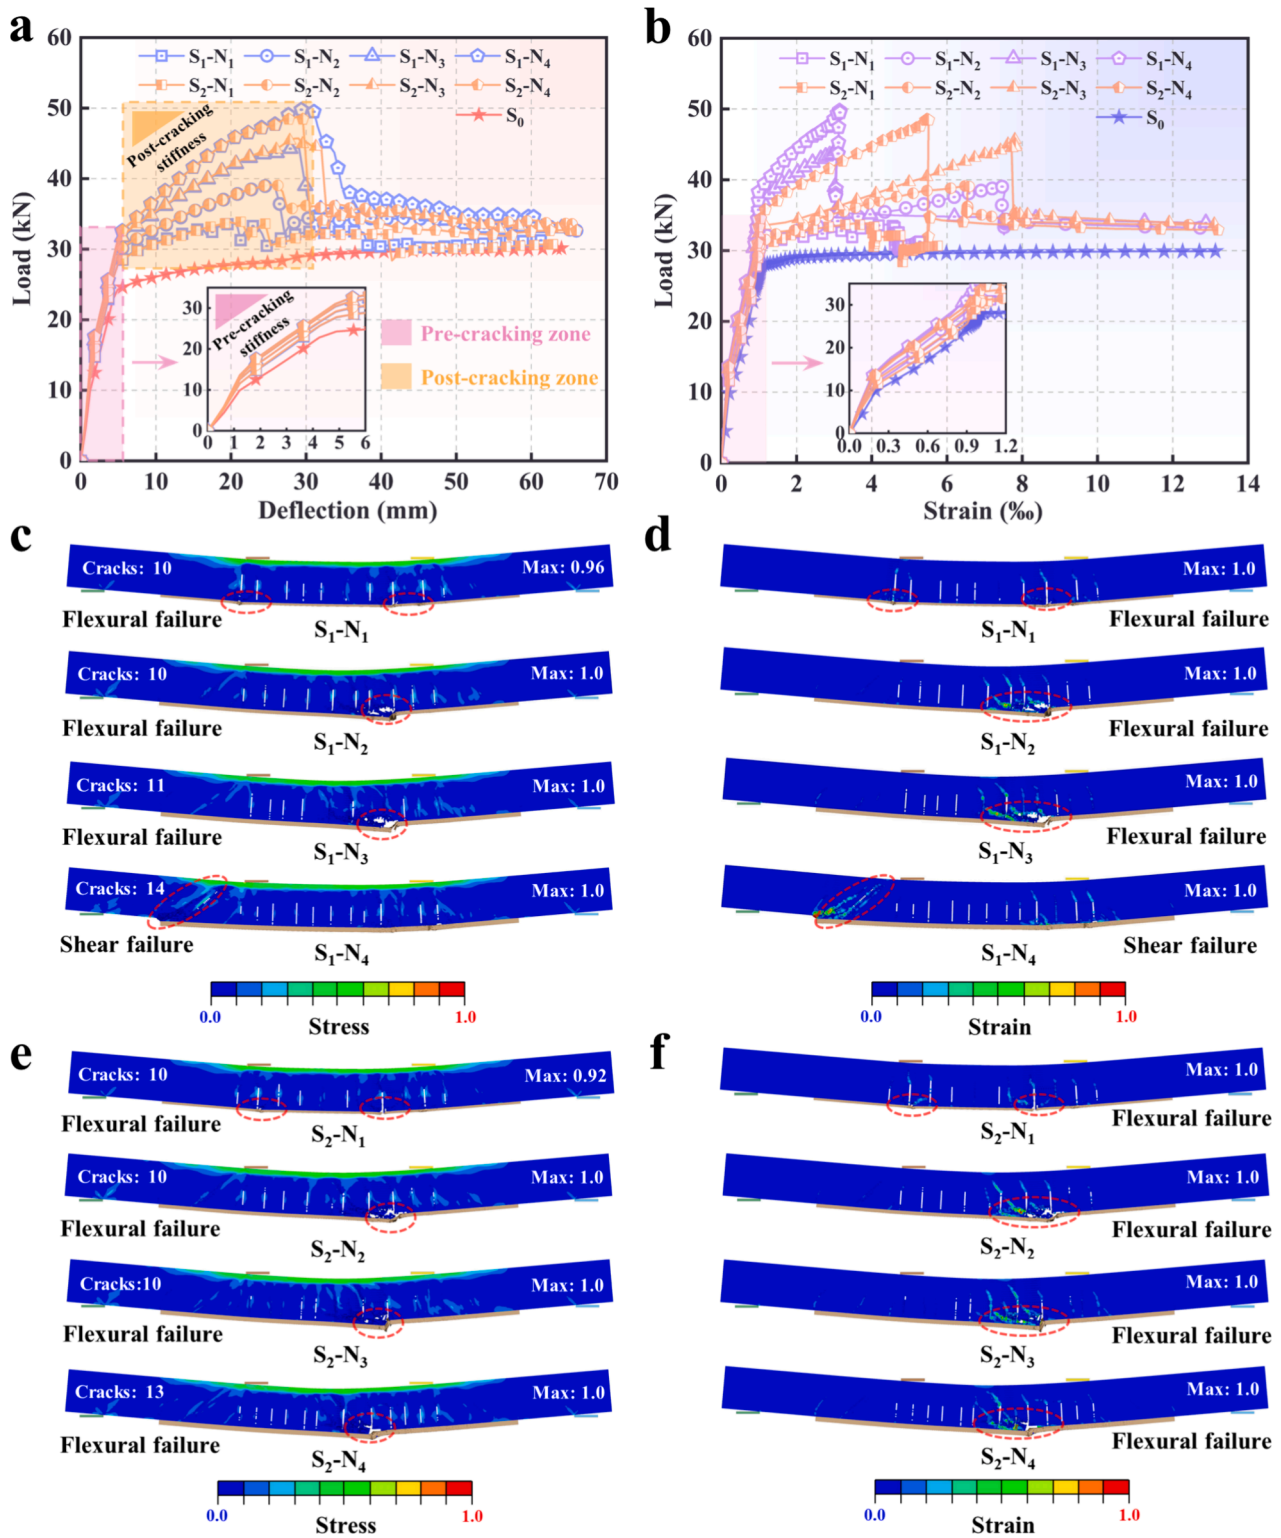 a
60
50
40
30
20
10
0
Load (kN)
S₁-N₁ S₁-N₂ S₁-N₃ S₁-N₄
S₂-N₁ S₂-N₂ S₂-N₃ S₂-N₄
S₀
Post-cracking
stiffness
30
20
10
0
Pre-cracking
stiffness
0 1 2 3 4 5 6
Pre-cracking zone
Post-cracking zone
0 10 20 30 40 50 60 70
Deflection (mm)
b
60
50
40
30
20
10
0
Load (kN)
S₁-N₁ S₁-N₂ S₁-N₃ S₁-N₄
S₂-N₁ S₂-N₂ S₂-N₃ S₂-N₄
S₀
30
20
10
0
0.0 0.3 0.6 0.9 1.2
0 2 4 6 8 10 12 14
Strain (‰)
c
Cracks: 10
Max: 0.96
Flexural failure
S₁-N₁
Cracks: 10
Max: 1.0
Flexural failure
S₁-N₂
Cracks: 11
Max: 1.0
Flexural failure
S₁-N₃
Cracks: 14
Max: 1.0
Shear failure
S₁-N₄
0.0
1.0
Stress
d
Max: 1.0
Flexural failure
S₁-N₁
Max: 1.0
Flexural failure
S₁-N₂
Max: 1.0
Flexural failure
S₁-N₃
Max: 1.0
Shear failure
S₁-N₄
0.0
1.0
Strain
e
Cracks: 10
Max: 0.92
Flexural failure
S₂-N₁
Cracks: 10
Max: 1.0
Flexural failure
S₂-N₂
Cracks:10
Max: 1.0
Flexural failure
S₂-N₃
Cracks: 13
Max: 1.0
Flexural failure
S₂-N₄
0.0
1.0
Stress
f
Max: 1.0
Flexural failure
S₂-N₁
Max: 1.0
Flexural failure
S₂-N₂
Max: 1.0
Flexural failure
S₂-N₃
Max: 1.0
Flexural failure
S₂-N₄
0.0
1.0
Strain